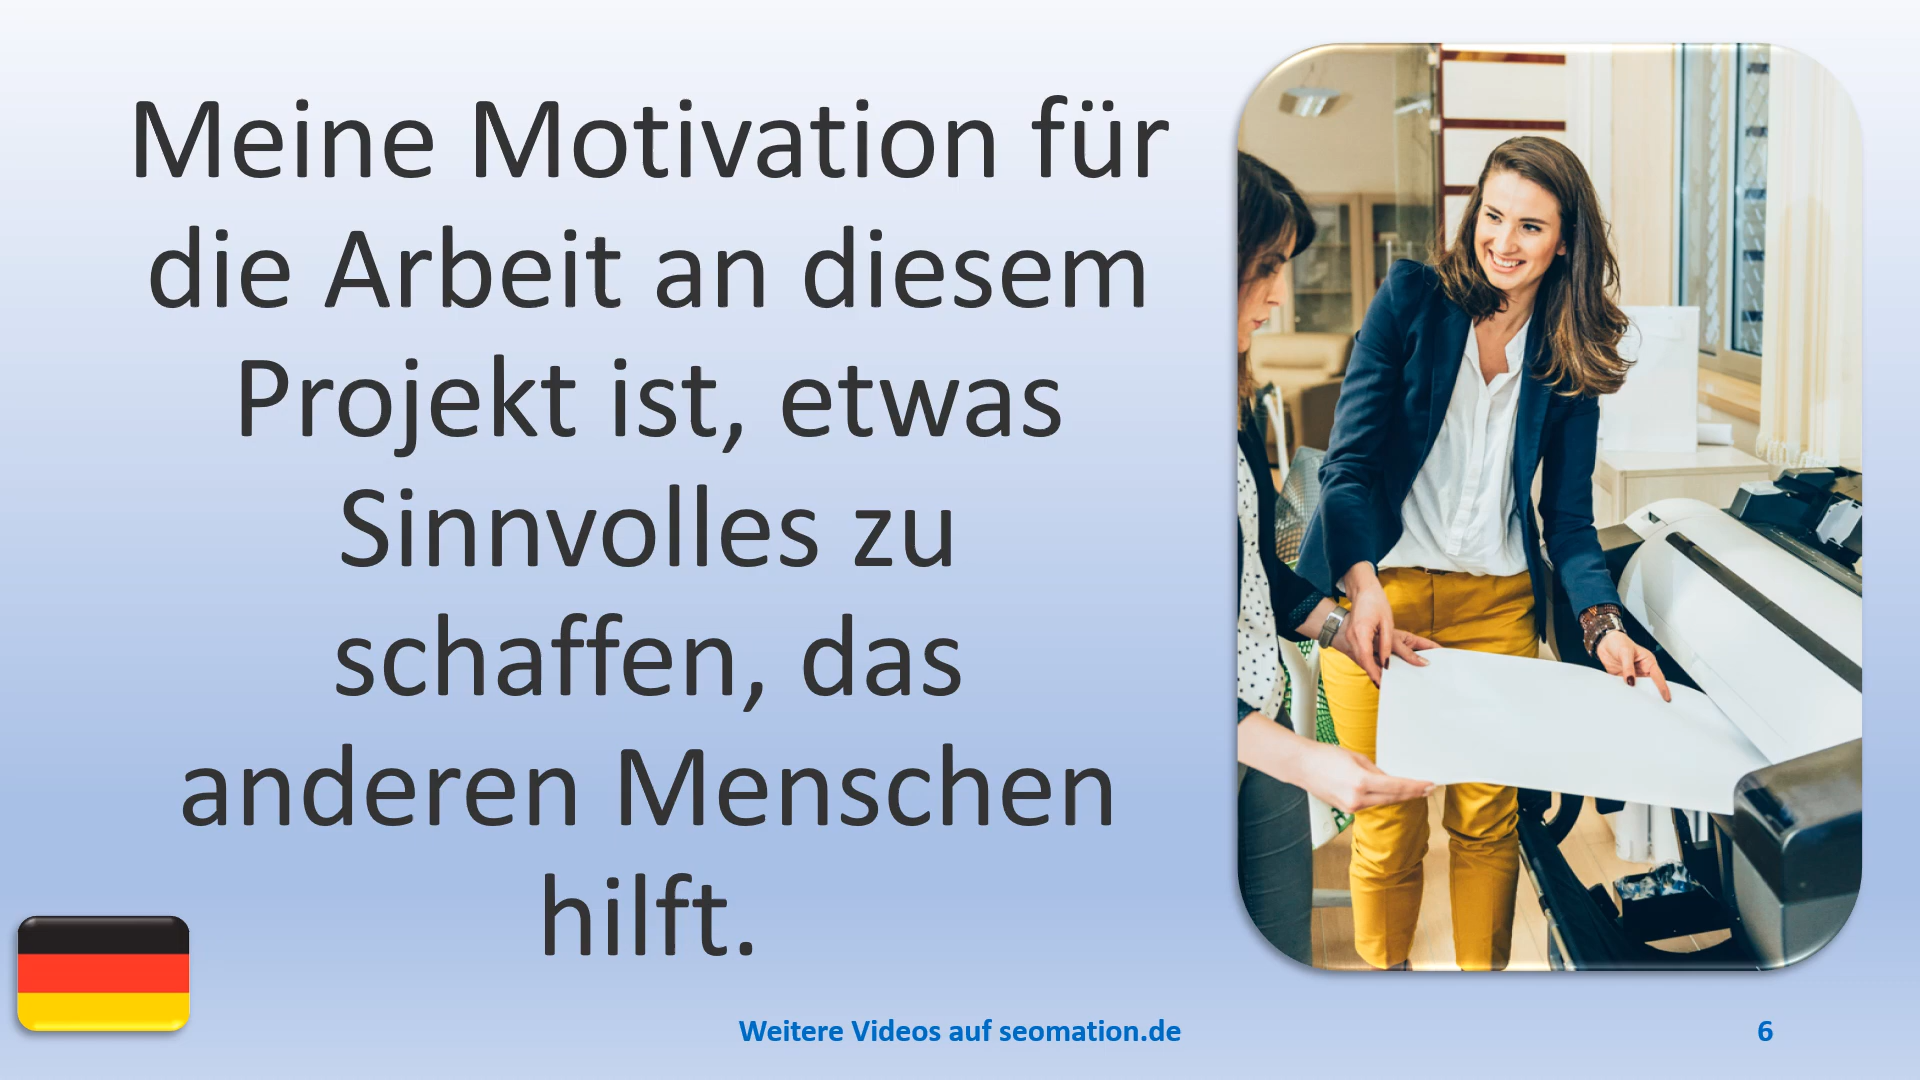 Meine Motivation für
die Arbeit an diesem
Projekt ist, etwas
Sinnvolles zu
schaffen, das
anderen Menschen
hilft.
Weitere Videos auf seomation.de
6